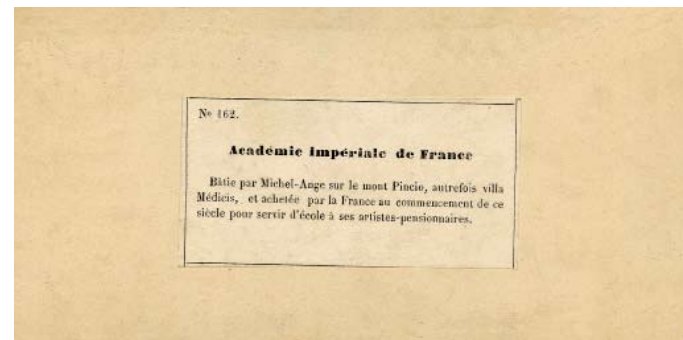 No 162.
Académie Impériale de France
Bâtie par Michel-Ange sur le mont Pincio, autrefois villa
Médicis, et achetée par la France au commencement de ce
siècle pour servir d'école à ses artistes-pensionnaires.